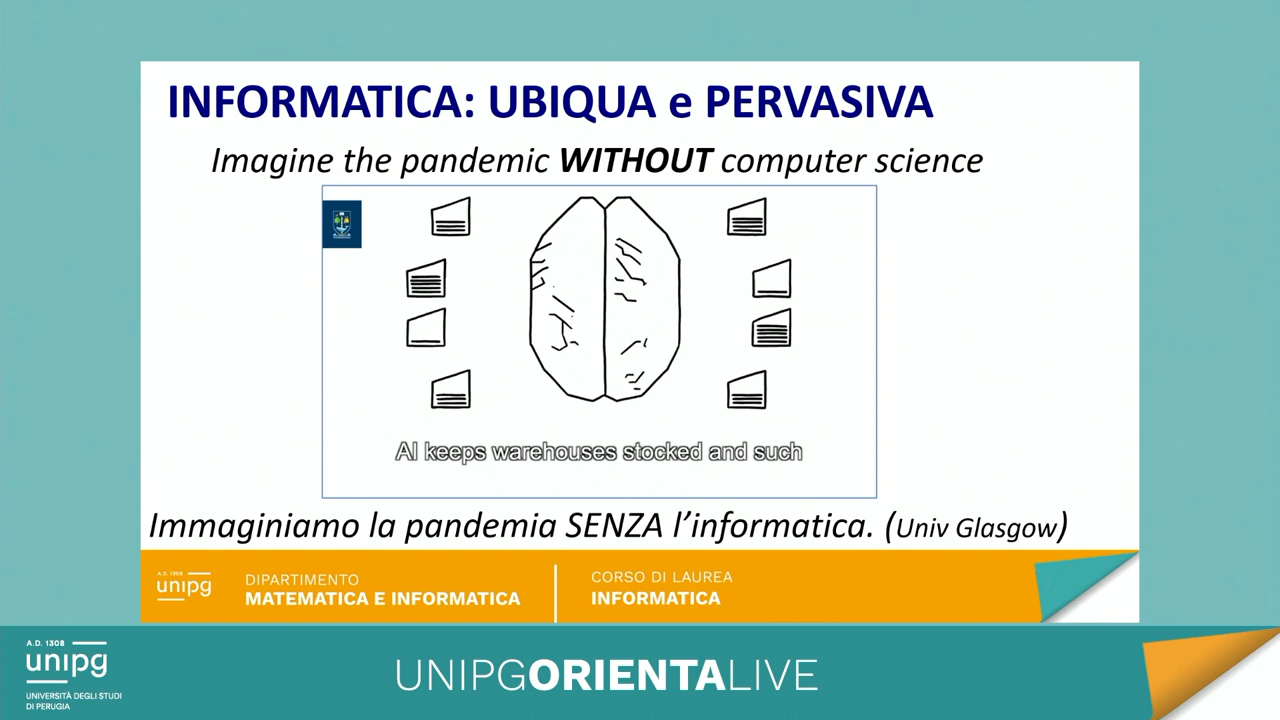 INFORMATICA: UBIQUA e PERVASIVA
Imagine the pandemic WITHOUT computer science
AI keeps warehouses stocked and such
Immaginiamo la pandemia SENZA l'informatica. (Univ Glasgow)
A.D. 1308
unipg
DIPARTIMENTO
MATEMATICA E INFORMATICA
CORSO DI LAUREA
INFORMATICA
A.D. 1308
unipg
UNIVERSITÀ DEGLI STUDI
DI PERUGIA
UNIPGORIENTALIVE